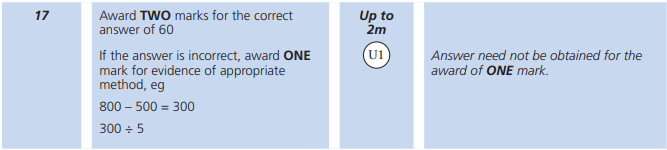 17
Award TWO marks for the correct
answer of 60
If the answer is incorrect, award ONE
mark for evidence of appropriate
method, eg
800 – 500 = 300
300 ÷ 5
Up to
2m
U1
Answer need not be obtained for the
award of ONE mark.